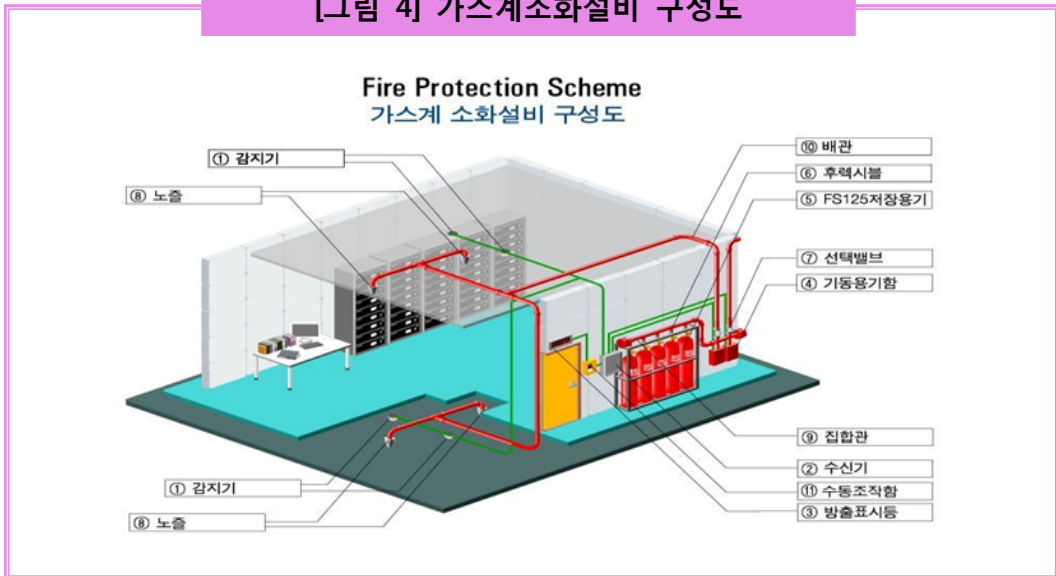 [그림 4] 가스계소화설비 구성도
Fire Protection Scheme
가스계 소화설비 구성도
① 감지기
⑧ 노즐
⑩ 배관
⑥ 후렉시블
⑤ FS125저장용기
⑦ 선택밸브
④ 기동용기함
⑨ 집합관
② 수신기
⑪ 수동조작함
③ 방출표시등
① 감지기
⑧ 노즐